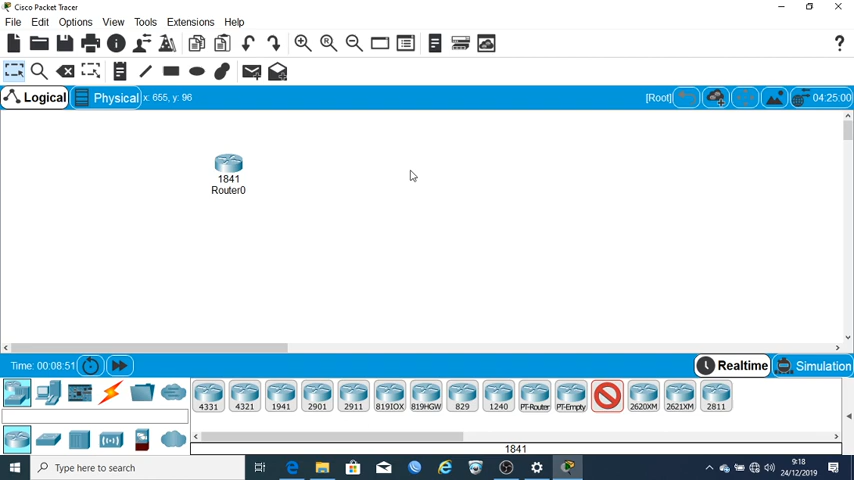 Cisco Packet Tracer
File Edit Options View Tools Extensions Help
Logical Physical x: 655, y: 96 [Root] 04:25:00
1841
Router0
Time: 00:08:51 Realtime Simulation
4331 4321 1941 2901 2911 819IOX 819HGW 829 1240 PT-Router PT-Empty 2620XM 2621XM 2811
1841
Type here to search
9:18
24/12/2019